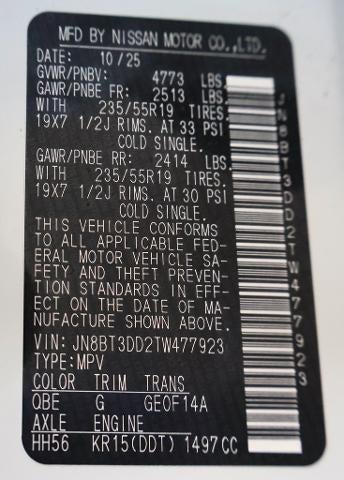 MFD BY NISSAN MOTOR CO.,LTD.
DATE: 10/25
GVWR/PNBV: 4773 LBS
GAWR/PNBE FR: 2513 LBS.
WITH 235/55R19 TIRES.
19X7 1/2J RIMS. AT 33 PSI
COLD SINGLE.
GAWR/PNBE RR: 2414 LBS.
WITH 235/55R19 TIRES.
19X7 1/2J RIMS. AT 30 PSI
COLD SINGLE.
THIS VEHICLE CONFORMS
TO ALL APPLICABLE FED-
ERAL MOTOR VEHICLE SA-
FETY AND THEFT PREVEN-
TION STANDARDS IN EFF-
ECT ON THE DATE OF MA-
NUFACTURE SHOWN ABOVE.
VIN: JN8BT3DD2TW477923
TYPE:MPV
COLOR TRIM TRANS
QBE G GEOF14A
AXLE ENGINE
HH56 KR15(DDT) 1497CC
JN8BT3DD2TW477923